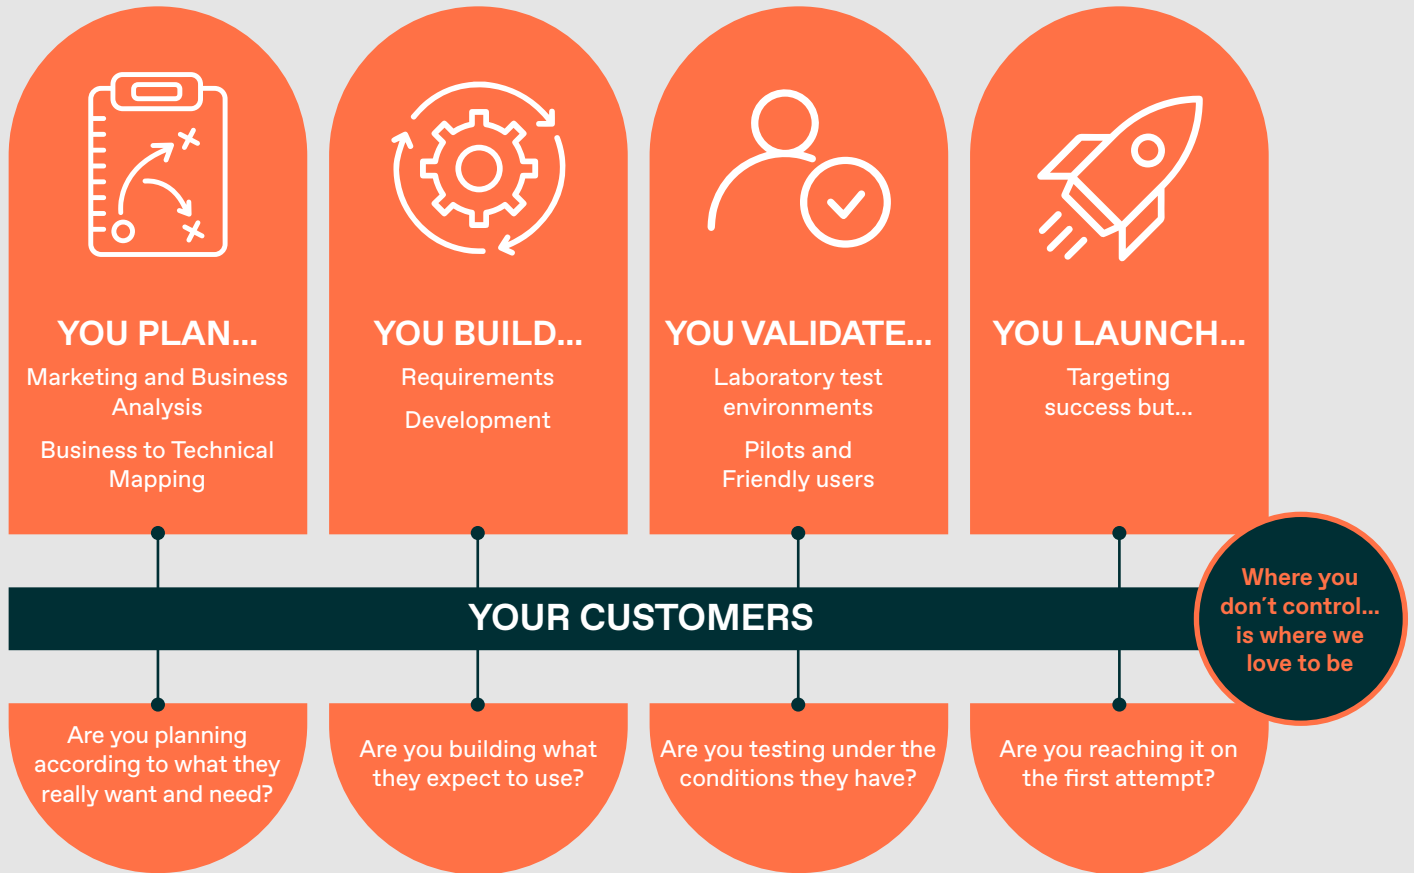 YOU PLAN...
Marketing and Business
Analysis
Business to Technical
Mapping
YOU BUILD...
Requirements
Development
YOU VALIDATE...
Laboratory test
environments
Pilots and
Friendly users
YOU LAUNCH...
Targeting
success but...
YOUR CUSTOMERS
Where you
don´t control...
is where we
love to be
Are you planning
according to what they
really want and need?
Are you building what
they expect to use?
Are you testing under the
conditions they have?
Are you reaching it on
the first attempt?